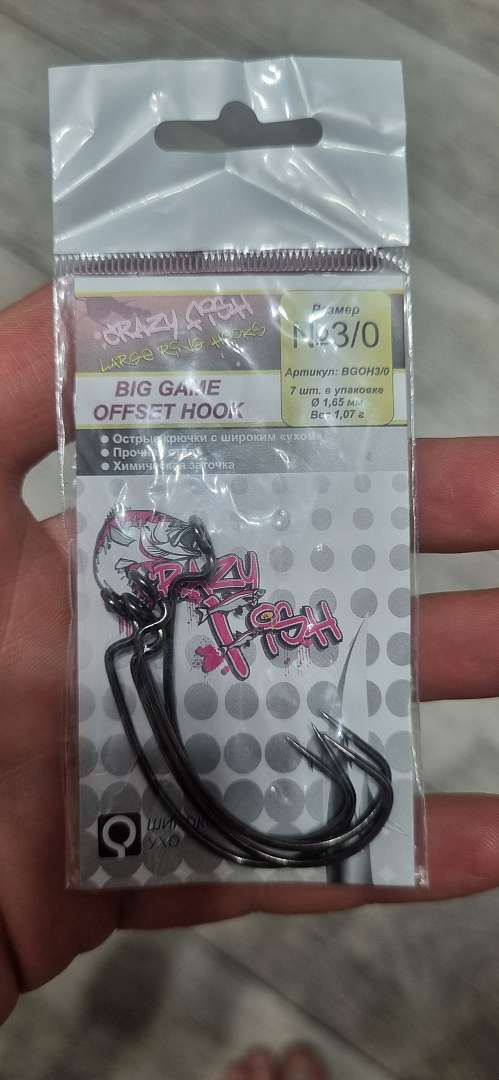 CRAZY FISH
LARGE RING HOOKS
BIG GAME
OFFSET HOOK
Размер
№3/0
Артикул: BGOH3/0
7 шт. в упаковке
Ø 1,65 мм
Вес 1,07 г
● Острые крючки с широким «ухом»
● Прочная сталь
● Химическая заточка
CRAZY
FISH
ШИРОКОЕ
УХО